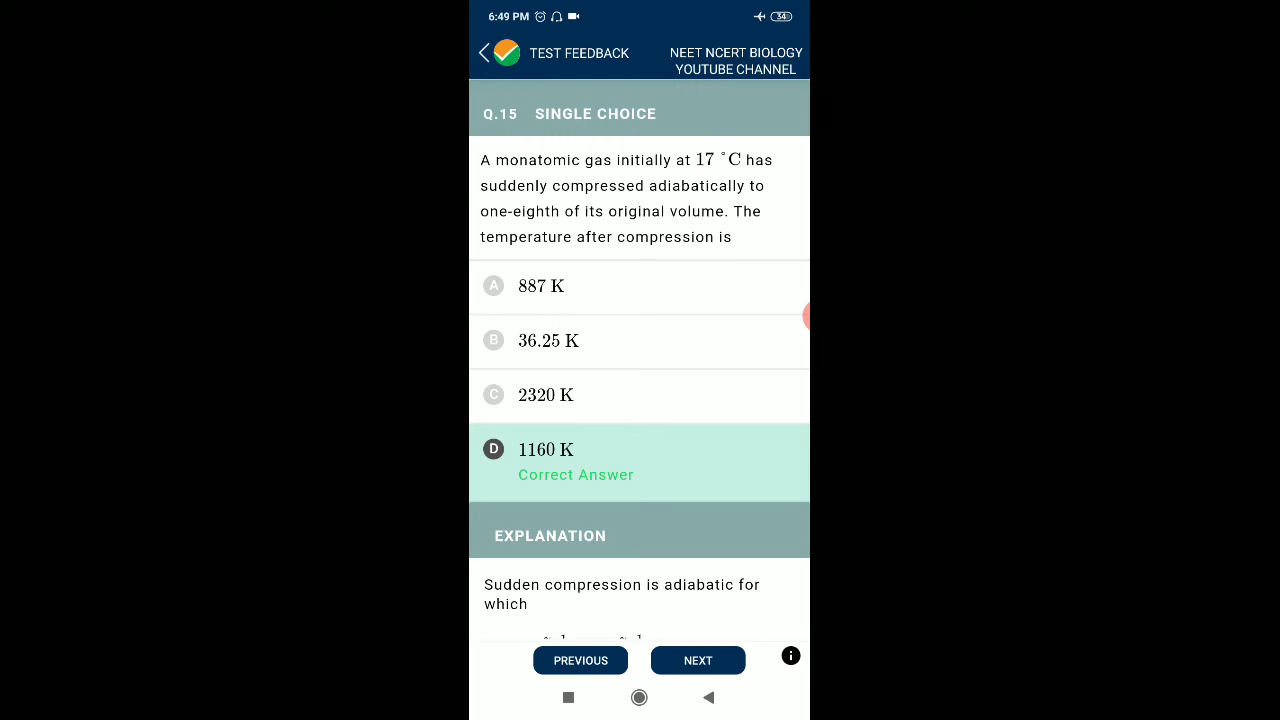 6:49 PM 34
TEST FEEDBACK
NEET NCERT BIOLOGY
YOUTUBE CHANNEL
Q.15 SINGLE CHOICE
A monatomic gas initially at 17 °C has
suddenly compressed adiabatically to
one-eighth of its original volume. The
temperature after compression is
A 887 K
B 36.25 K
C 2320 K
D 1160 K
Correct Answer
EXPLANATION
Sudden compression is adiabatic for
which
PREVIOUS NEXT